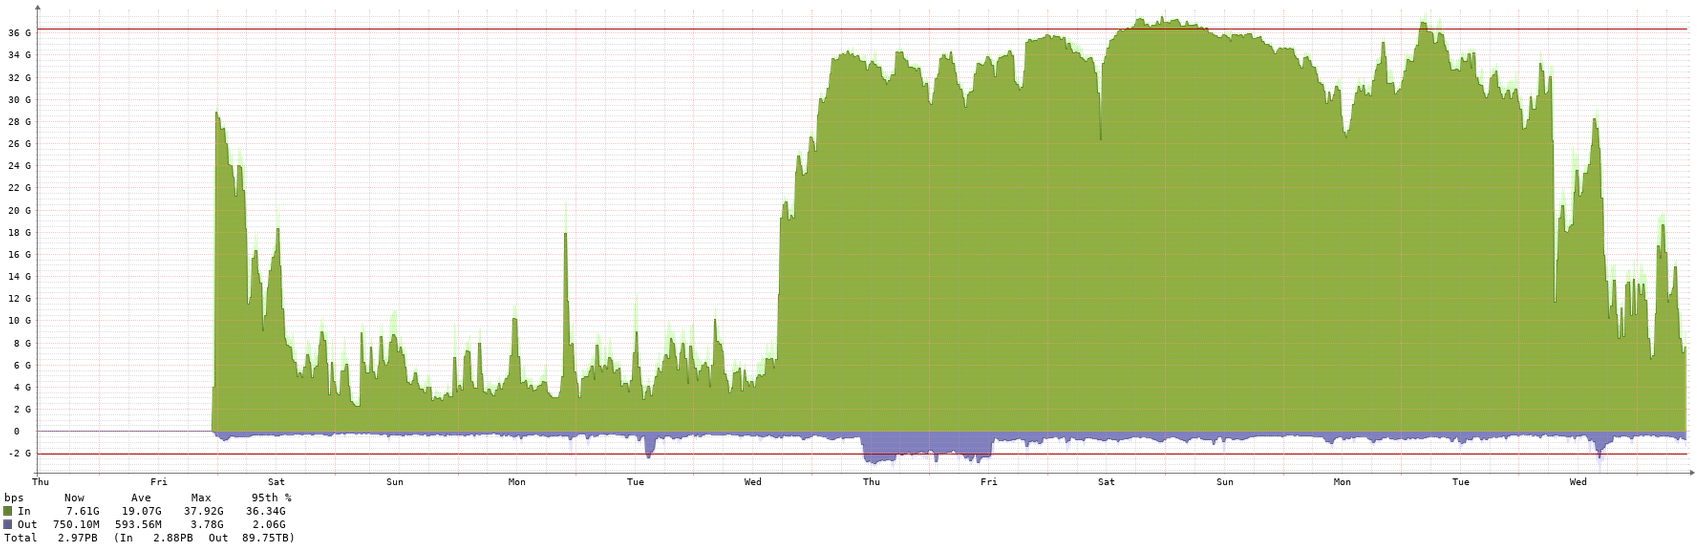 36 G
34 G
32 G
30 G
28 G
26 G
24 G
22 G
20 G
18 G
16 G
14 G
12 G
10 G
8 G
6 G
4 G
2 G
0
-2 G
Thu Fri Sat Sun Mon Tue Wed Thu Fri Sat Sun Mon Tue Wed
bps Now Ave Max 95th %
In 7.61G 19.07G 37.92G 36.34G
Out 750.10M 593.56M 3.78G 2.06G
Total 2.97PB (In 2.88PB Out 89.75TB)